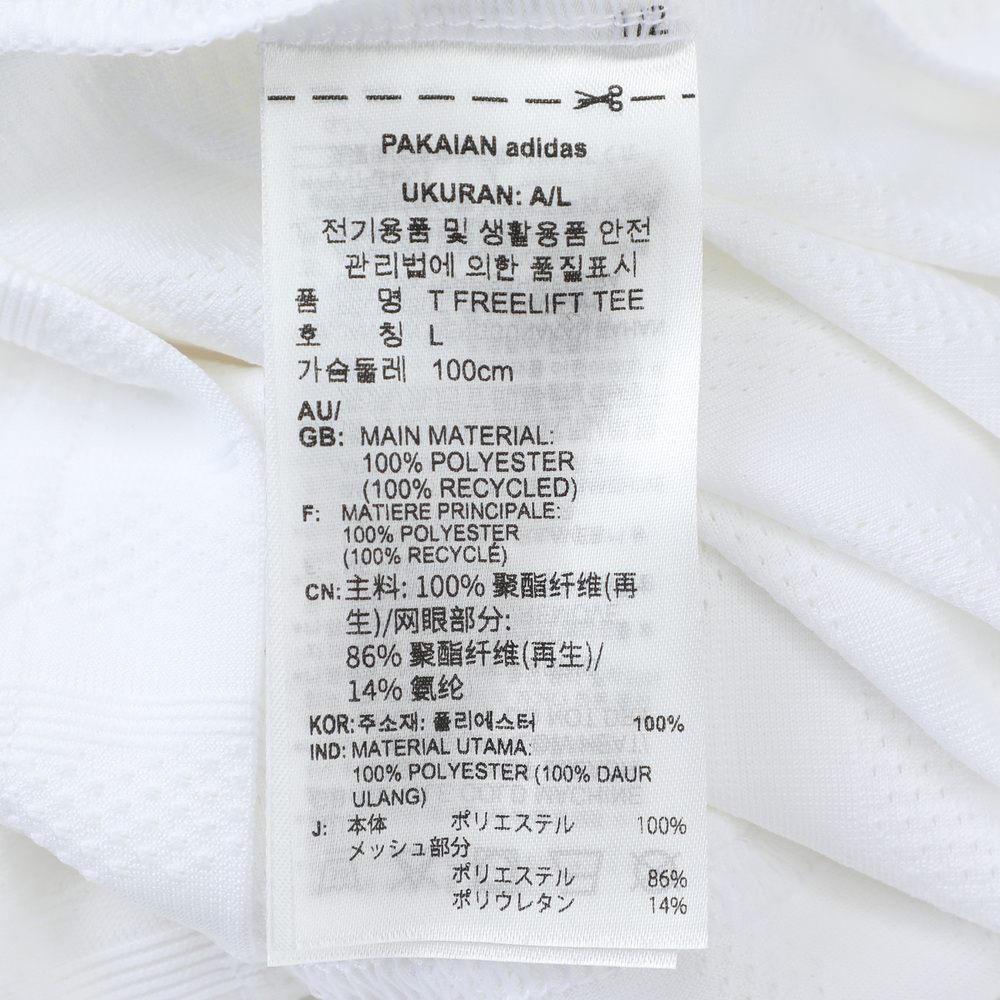 PAKAIAN adidas
UKURAN: A/L
전기용품 및 생활용품 안전
관리법에 의한 품질표시
품 명 T FREELIFT TEE
호 칭 L
가슴둘레 100cm
AU/
GB: MAIN MATERIAL:
100% POLYESTER
(100% RECYCLED)
F: MATIERE PRINCIPALE:
100% POLYESTER
(100% RECYCLÉ)
CN: 主料: 100% 聚酯纤维(再
生)/网眼部分:
86% 聚酯纤维(再生)/
14% 氨纶
KOR: 주소재: 폴리에스터 100%
IND: MATERIAL UTAMA:
100% POLYESTER (100% DAUR
ULANG)
J: 本体 ポリエステル 100%
メッシュ部分
ポリエステル 86%
ポリウレタン 14%